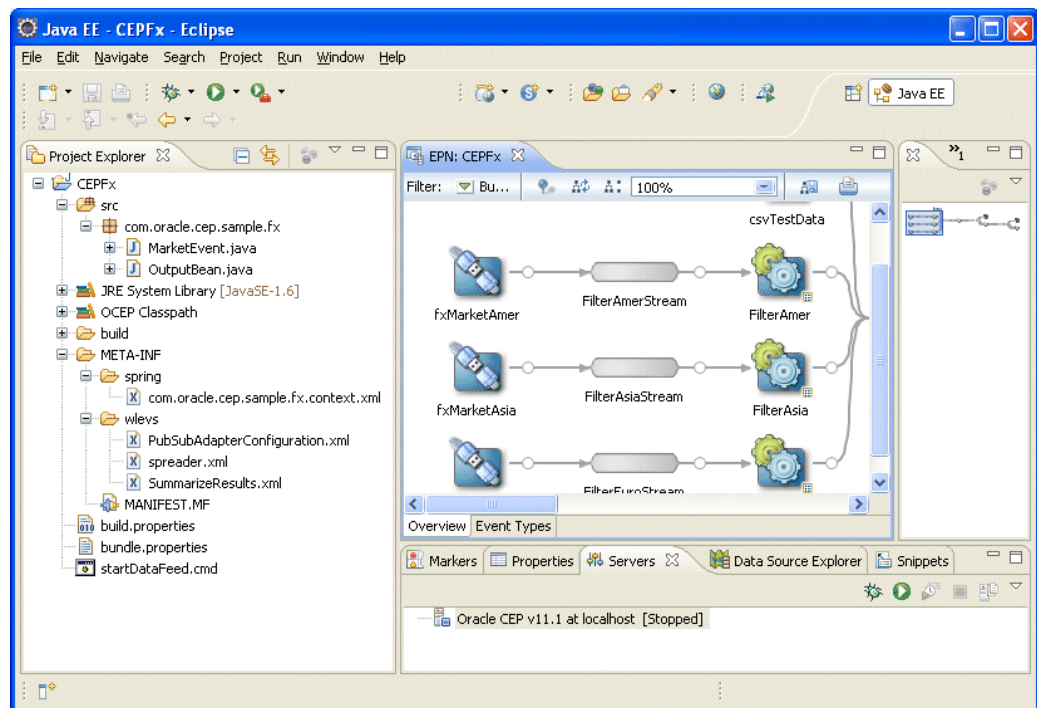 Java EE - CEPFx - Eclipse
File Edit Navigate Search Project Run Window Help
Java EE
Project Explorer
CEPFx
src
com.oracle.cep.sample.fx
MarketEvent.java
OutputBean.java
JRE System Library [JavaSE-1.6]
OCEP Classpath
build
META-INF
spring
com.oracle.cep.sample.fx.context.xml
wlevs
PubSubAdapterConfiguration.xml
spreader.xml
SummarizeResults.xml
MANIFEST.MF
build.properties
bundle.properties
startDataFeed.cmd
EPN: CEPFx
»1
Filter: Bu... 100%
csvTestData
fxMarketAmer
FilterAmerStream
FilterAmer
fxMarketAsia
FilterAsiaStream
FilterAsia
FilterEuroStream
Overview Event Types
Markers Properties Servers Data Source Explorer Snippets
Oracle CEP v11.1 at localhost [Stopped]